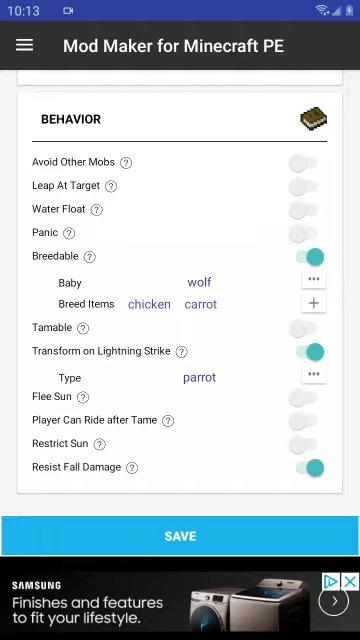 10:13
Mod Maker for Minecraft PE
BEHAVIOR
Avoid Other Mobs ?
Leap At Target ?
Water Float ?
Panic ?
Breedable ?
Baby wolf ...
Breed Items chicken carrot +
Tamable ?
Transform on Lightning Strike ?
Type parrot ...
Flee Sun ?
Player Can Ride after Tame ?
Restrict Sun ?
Resist Fall Damage ?
SAVE
SAMSUNG
Finishes and features
to fit your lifestyle.